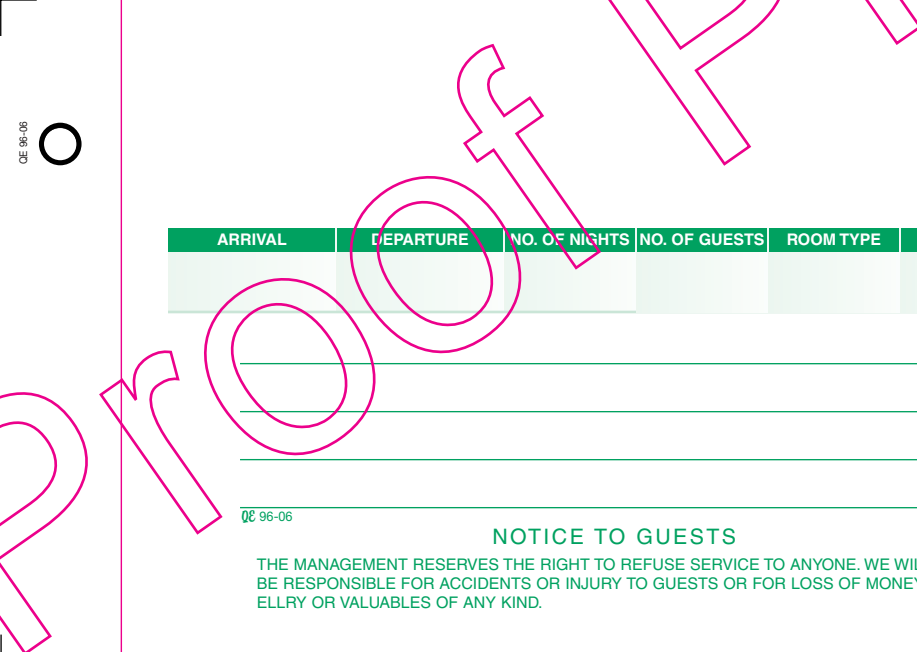 QE 96-06
Proof
ARRIVAL DEPARTURE NO. OF NIGHTS NO. OF GUESTS ROOM TYPE
QE 96-06
NOTICE TO GUESTS
THE MANAGEMENT RESERVES THE RIGHT TO REFUSE SERVICE TO ANYONE. WE WIL
BE RESPONSIBLE FOR ACCIDENTS OR INJURY TO GUESTS OR FOR LOSS OF MONEY
ELLRY OR VALUABLES OF ANY KIND.